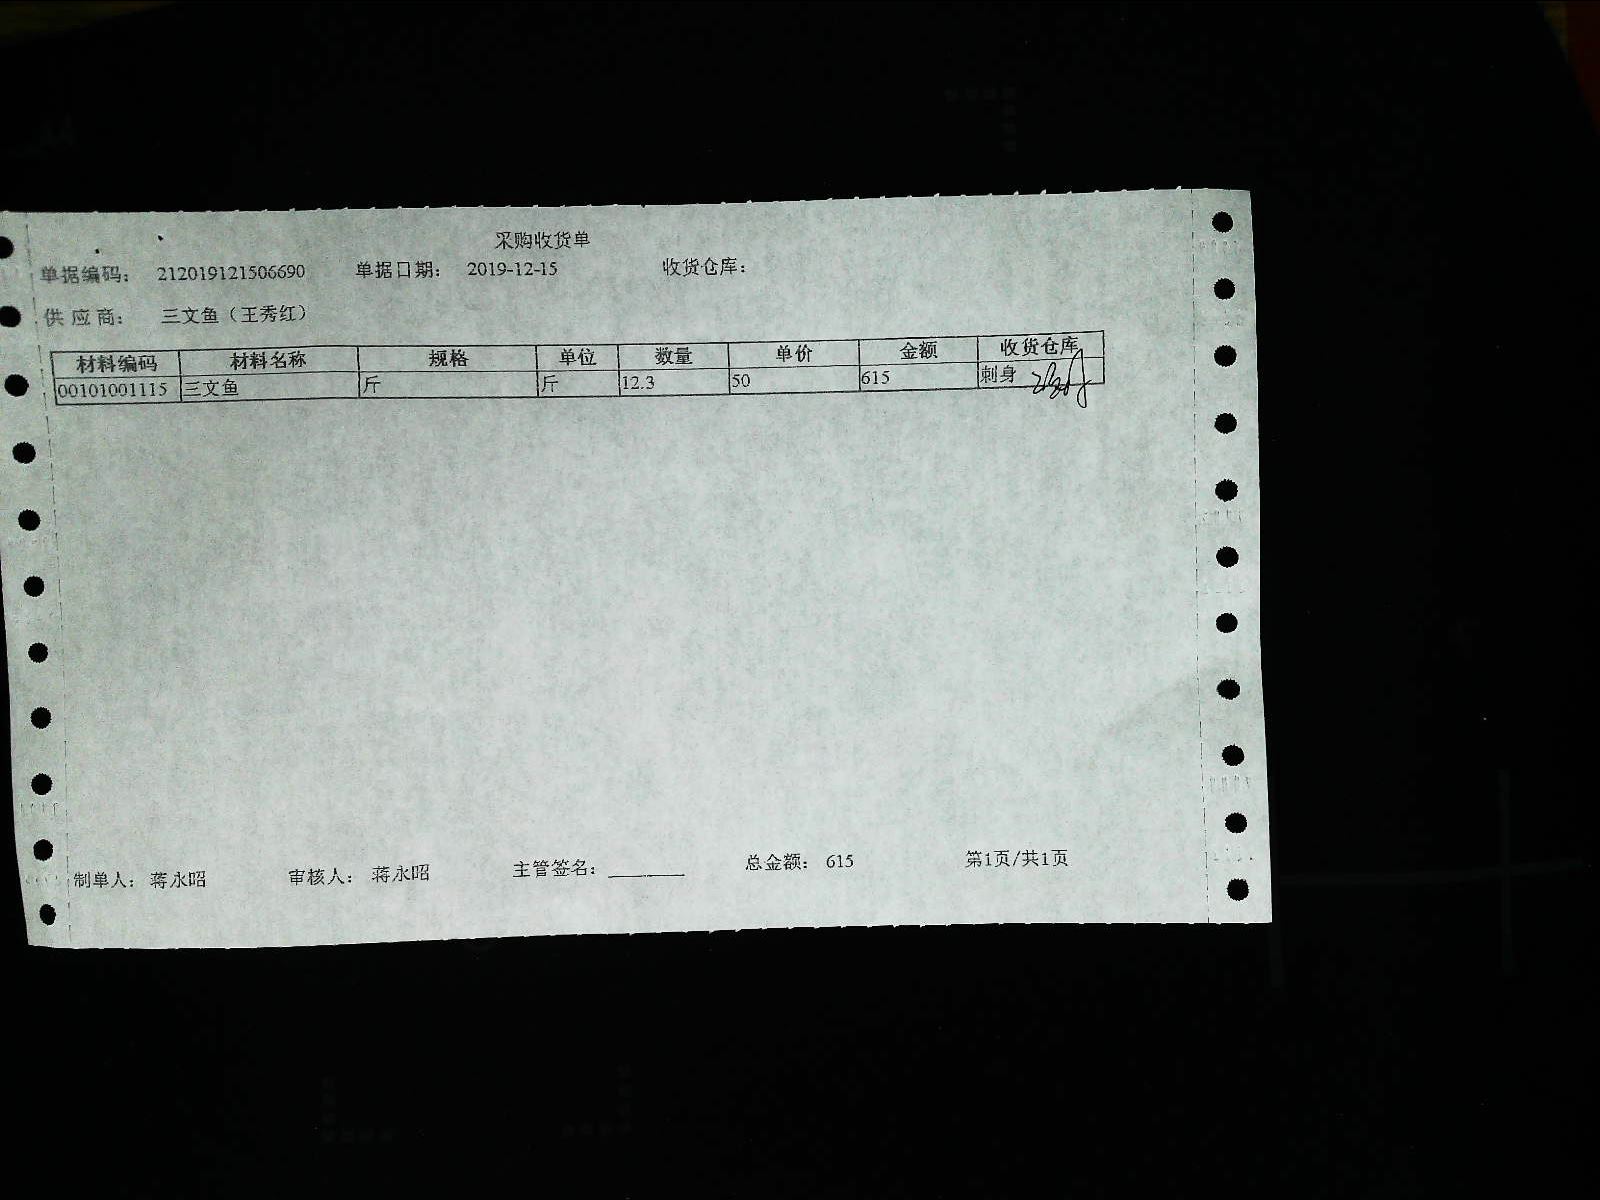 采购收货单
单据编码： 212019121506690 单据日期： 2019-12-15 收货仓库：
供应商： 三文鱼（王秀红）
材料编码 材料名称 规格 单位 数量 单价 金额 收货仓库
00101001115 三文鱼 斤 斤 12.3 50 615 刺身
制单人： 蒋永昭 审核人： 蒋永昭 主管签名：_______ 总金额： 615 第1页/共1页